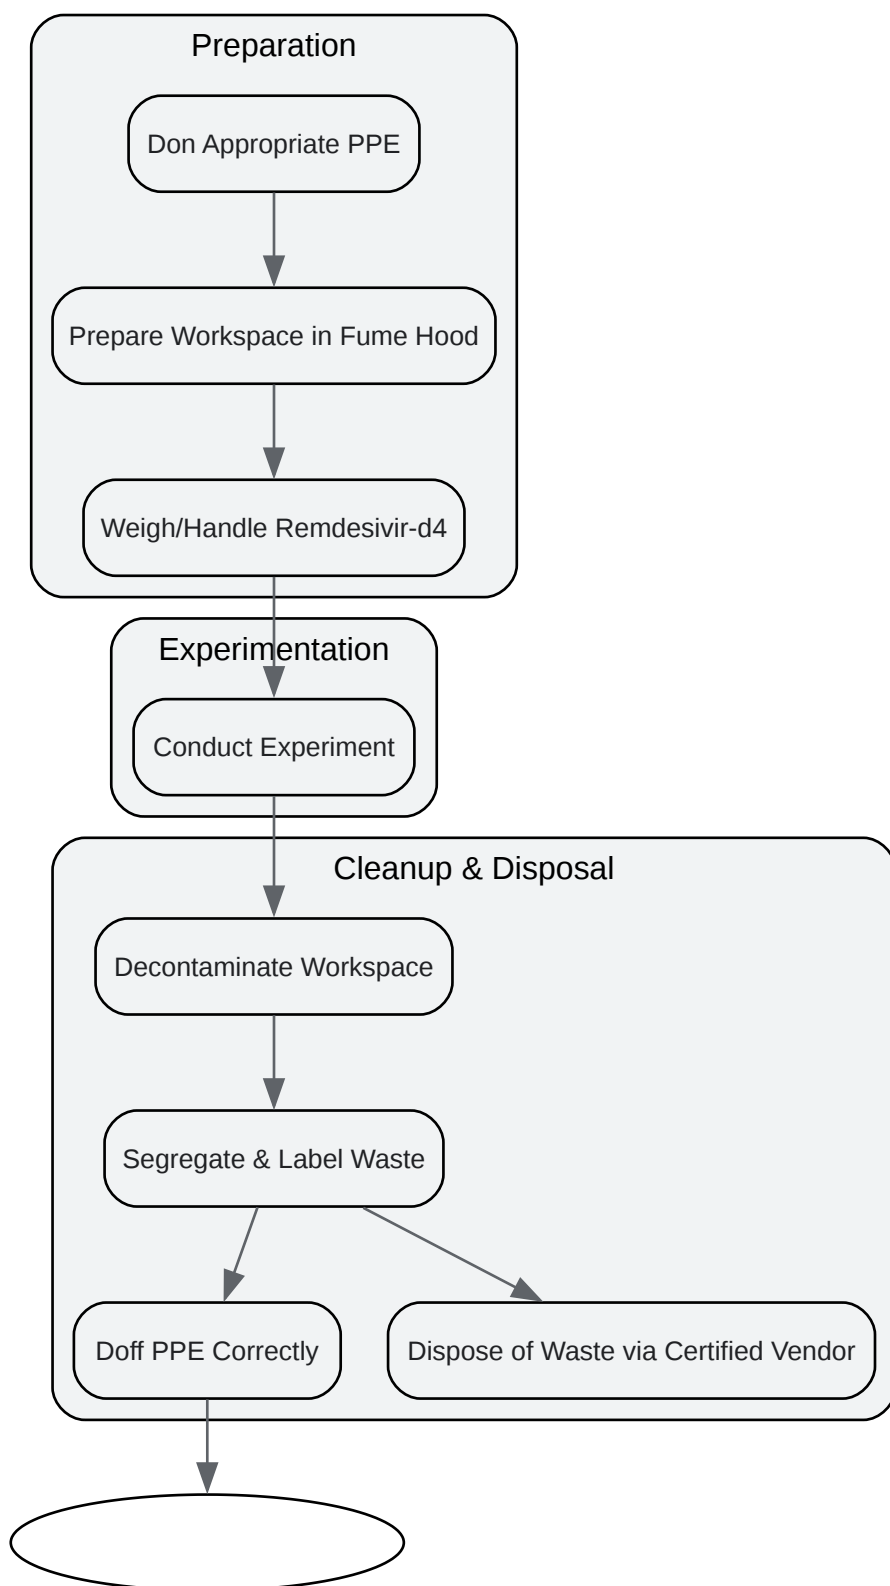 Preparation
Don Appropriate PPE
Prepare Workspace in Fume Hood
Weigh/Handle Remdesivir-d4
Experimentation
Conduct Experiment
Cleanup & Disposal
Decontaminate Workspace
Segregate & Label Waste
Doff PPE Correctly
Dispose of Waste via Certified Vendor